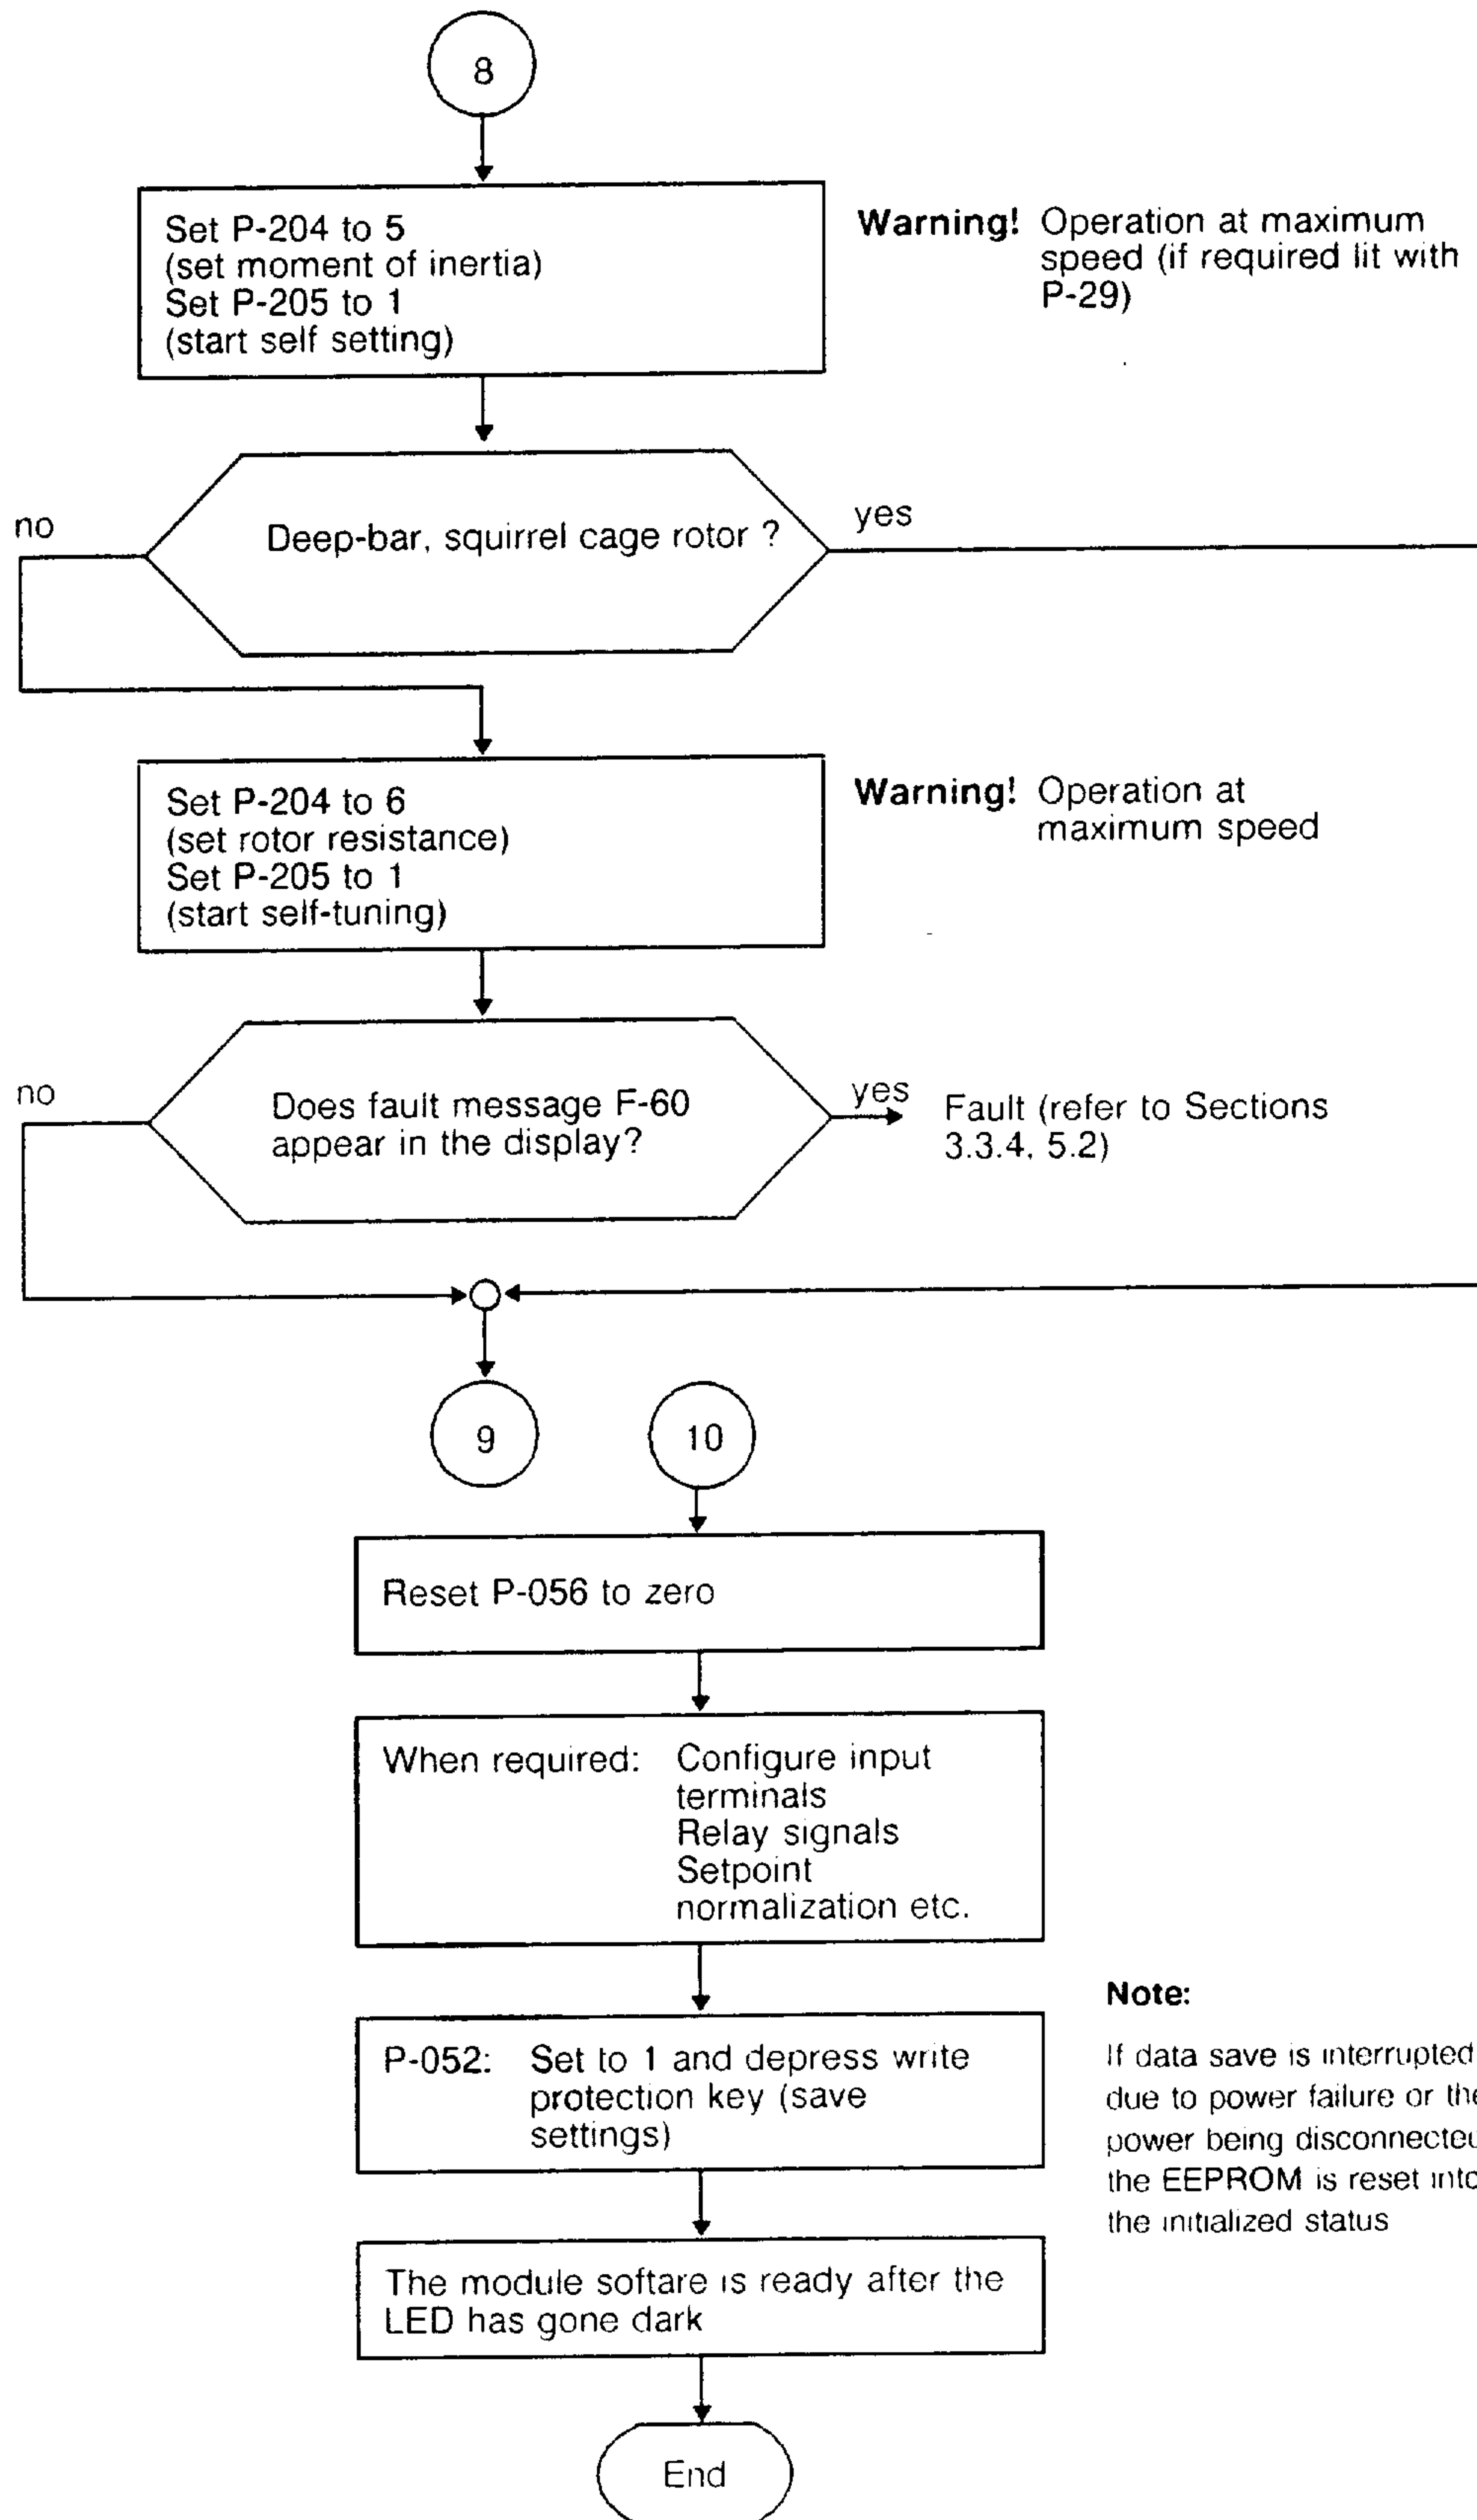 8
Set P-204 to 5
(set moment of inertia)
Set P-205 to 1
(start self setting)
Warning! Operation at maximum
speed (if required lit with
P-29)
no
Deep-bar, squirrel cage rotor ?
yes
Set P-204 to 6
(set rotor resistance)
Set P-205 to 1
(start self-tuning)
Warning! Operation at
maximum speed
no
Does fault message F-60
appear in the display?
yes
Fault (refer to Sections
3.3.4, 5.2)
9
10
Reset P-056 to zero
When required: Configure input
terminals
Relay signals
Setpoint
normalization etc.
P-052: Set to 1 and depress write
protection key (save
settings)
Note:
If data save is interrupted
due to power failure or the
power being disconnected
the EEPROM is reset into
the initialized status
The module softare is ready after the
LED has gone dark
End